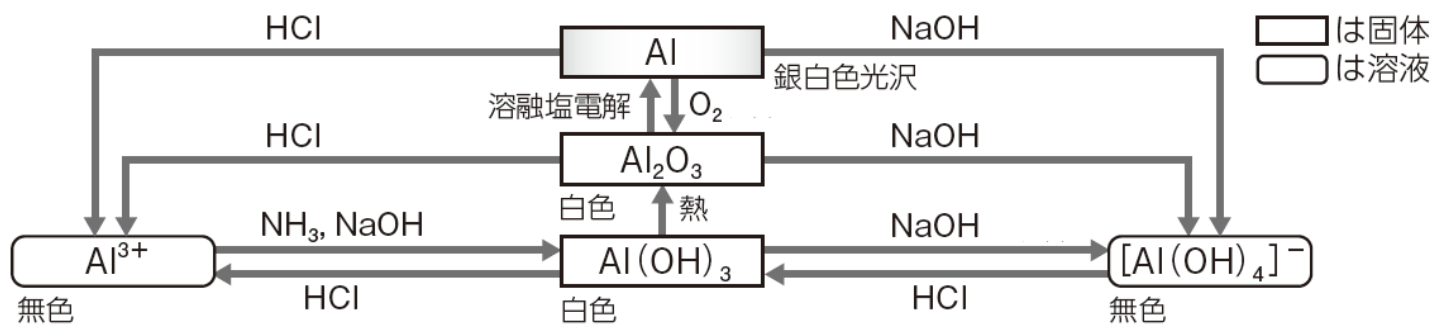 HCl
Al
NaOH
は固体
は溶液
銀白色光沢
溶融塩電解
O₂
HCl
Al₂O₃
NaOH
白色
熱
NH₃, NaOH
NaOH
Al³⁺
Al(OH)₃
[Al(OH)₄]⁻
無色
HCl
白色
HCl
無色